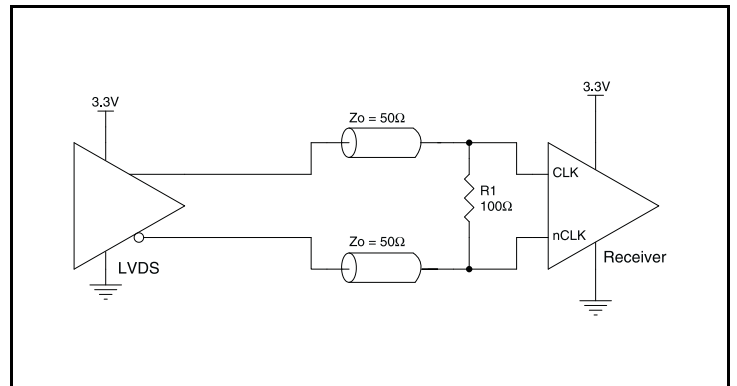 3.3V
LVDS
Zo = 50Ω
Zo = 50Ω
R1
100Ω
3.3V
CLK
nCLK
Receiver